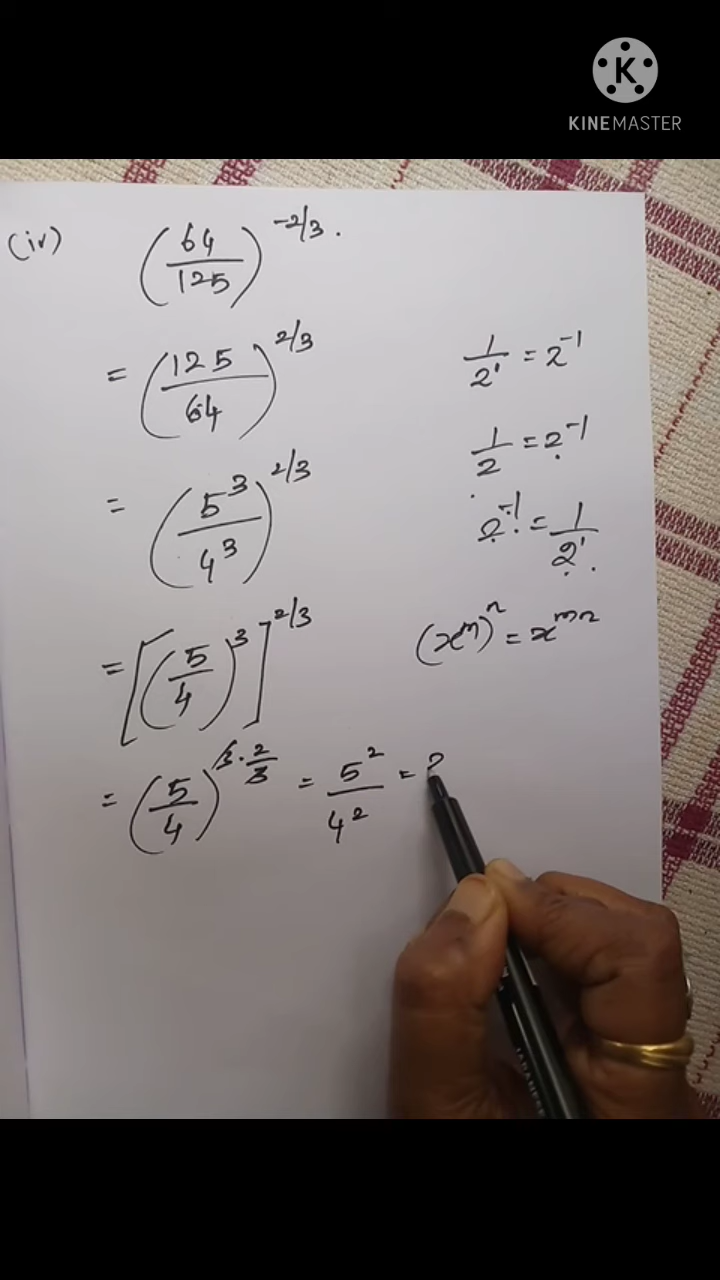 K
KINEMASTER
(iv) (64/125)^-2/3.
= (125/64)^2/3
1/2^1 = 2^-1
= (5^3/4^3)^2/3
1/2 = 2^-1
2^-1 = 1/2^1
= [(5/4)^3]^2/3
(x^m)^n = x^mn
= (5/4)^3·2/3 = 5^2/4^2 =